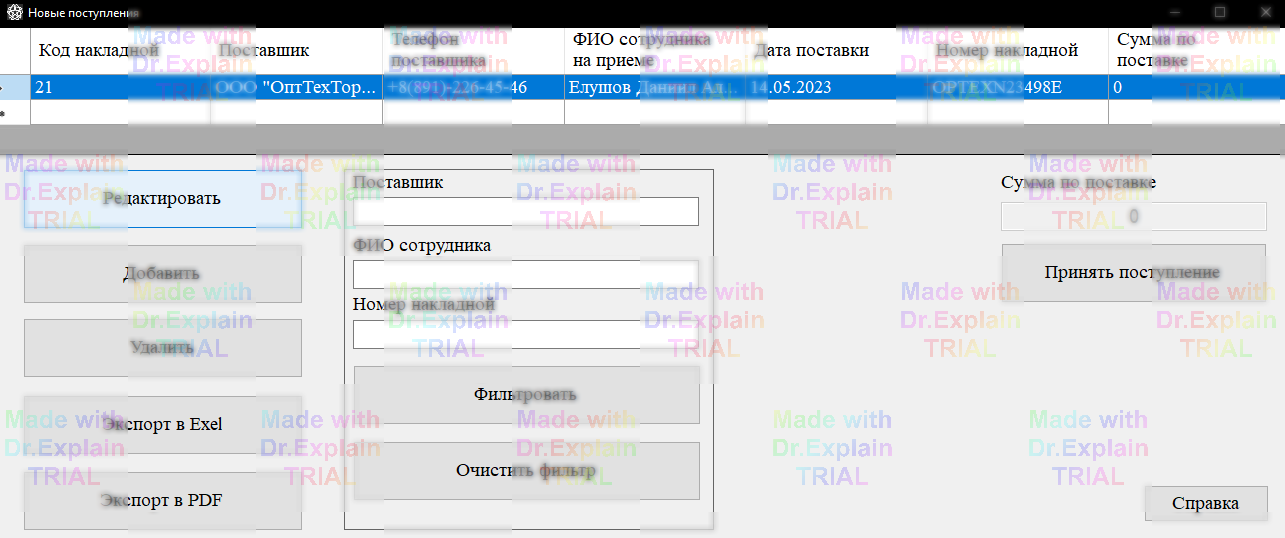 Новые поступления
Код накладной Поставщик Телефон поставщика ФИО сотрудника на приеме Дата поставки Номер накладной Сумма по поставке
21 ООО "ОптТехТор... +8(891)-226-45-46 Елушов Даниил Ал... 14.05.2023 OPTEXN23498E 0
Редактировать
Добавить
Удалить
Экспорт в Exel
Экспорт в PDF
Поставщик
ФИО сотрудника
Номер накладной
Фильтровать
Очистить фильтр
Сумма по поставке
0
Принять поступление
Справка
Made with
Dr.Explain
TRIAL